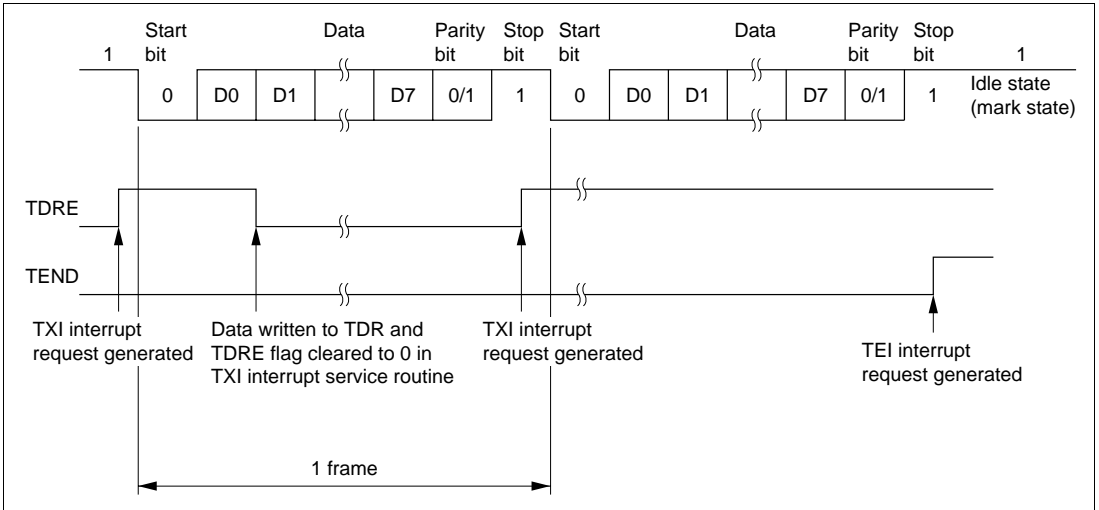 Start Data Parity Stop Start Data Parity Stop
1 bit bit bit bit bit bit 1
0 D0 D1 D7 0/1 1 0 D0 D1 D7 0/1 1 Idle state
(mark state)
TDRE
TEND
TXI interrupt
request generated
Data written to TDR and
TDRE flag cleared to 0 in
TXI interrupt service routine
TXI interrupt
request generated
TEI interrupt
request generated
1 frame